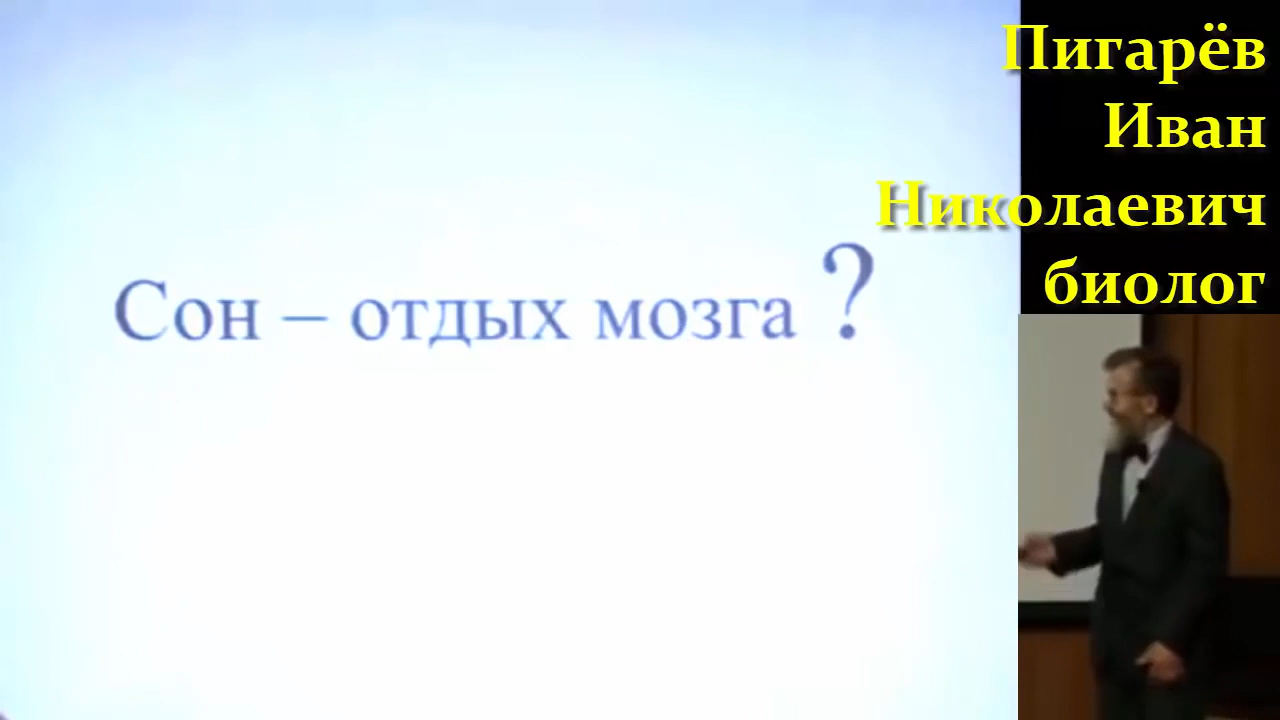 Пигарёв
Иван
Николаевич
биолог
Сон – отдых мозга ?